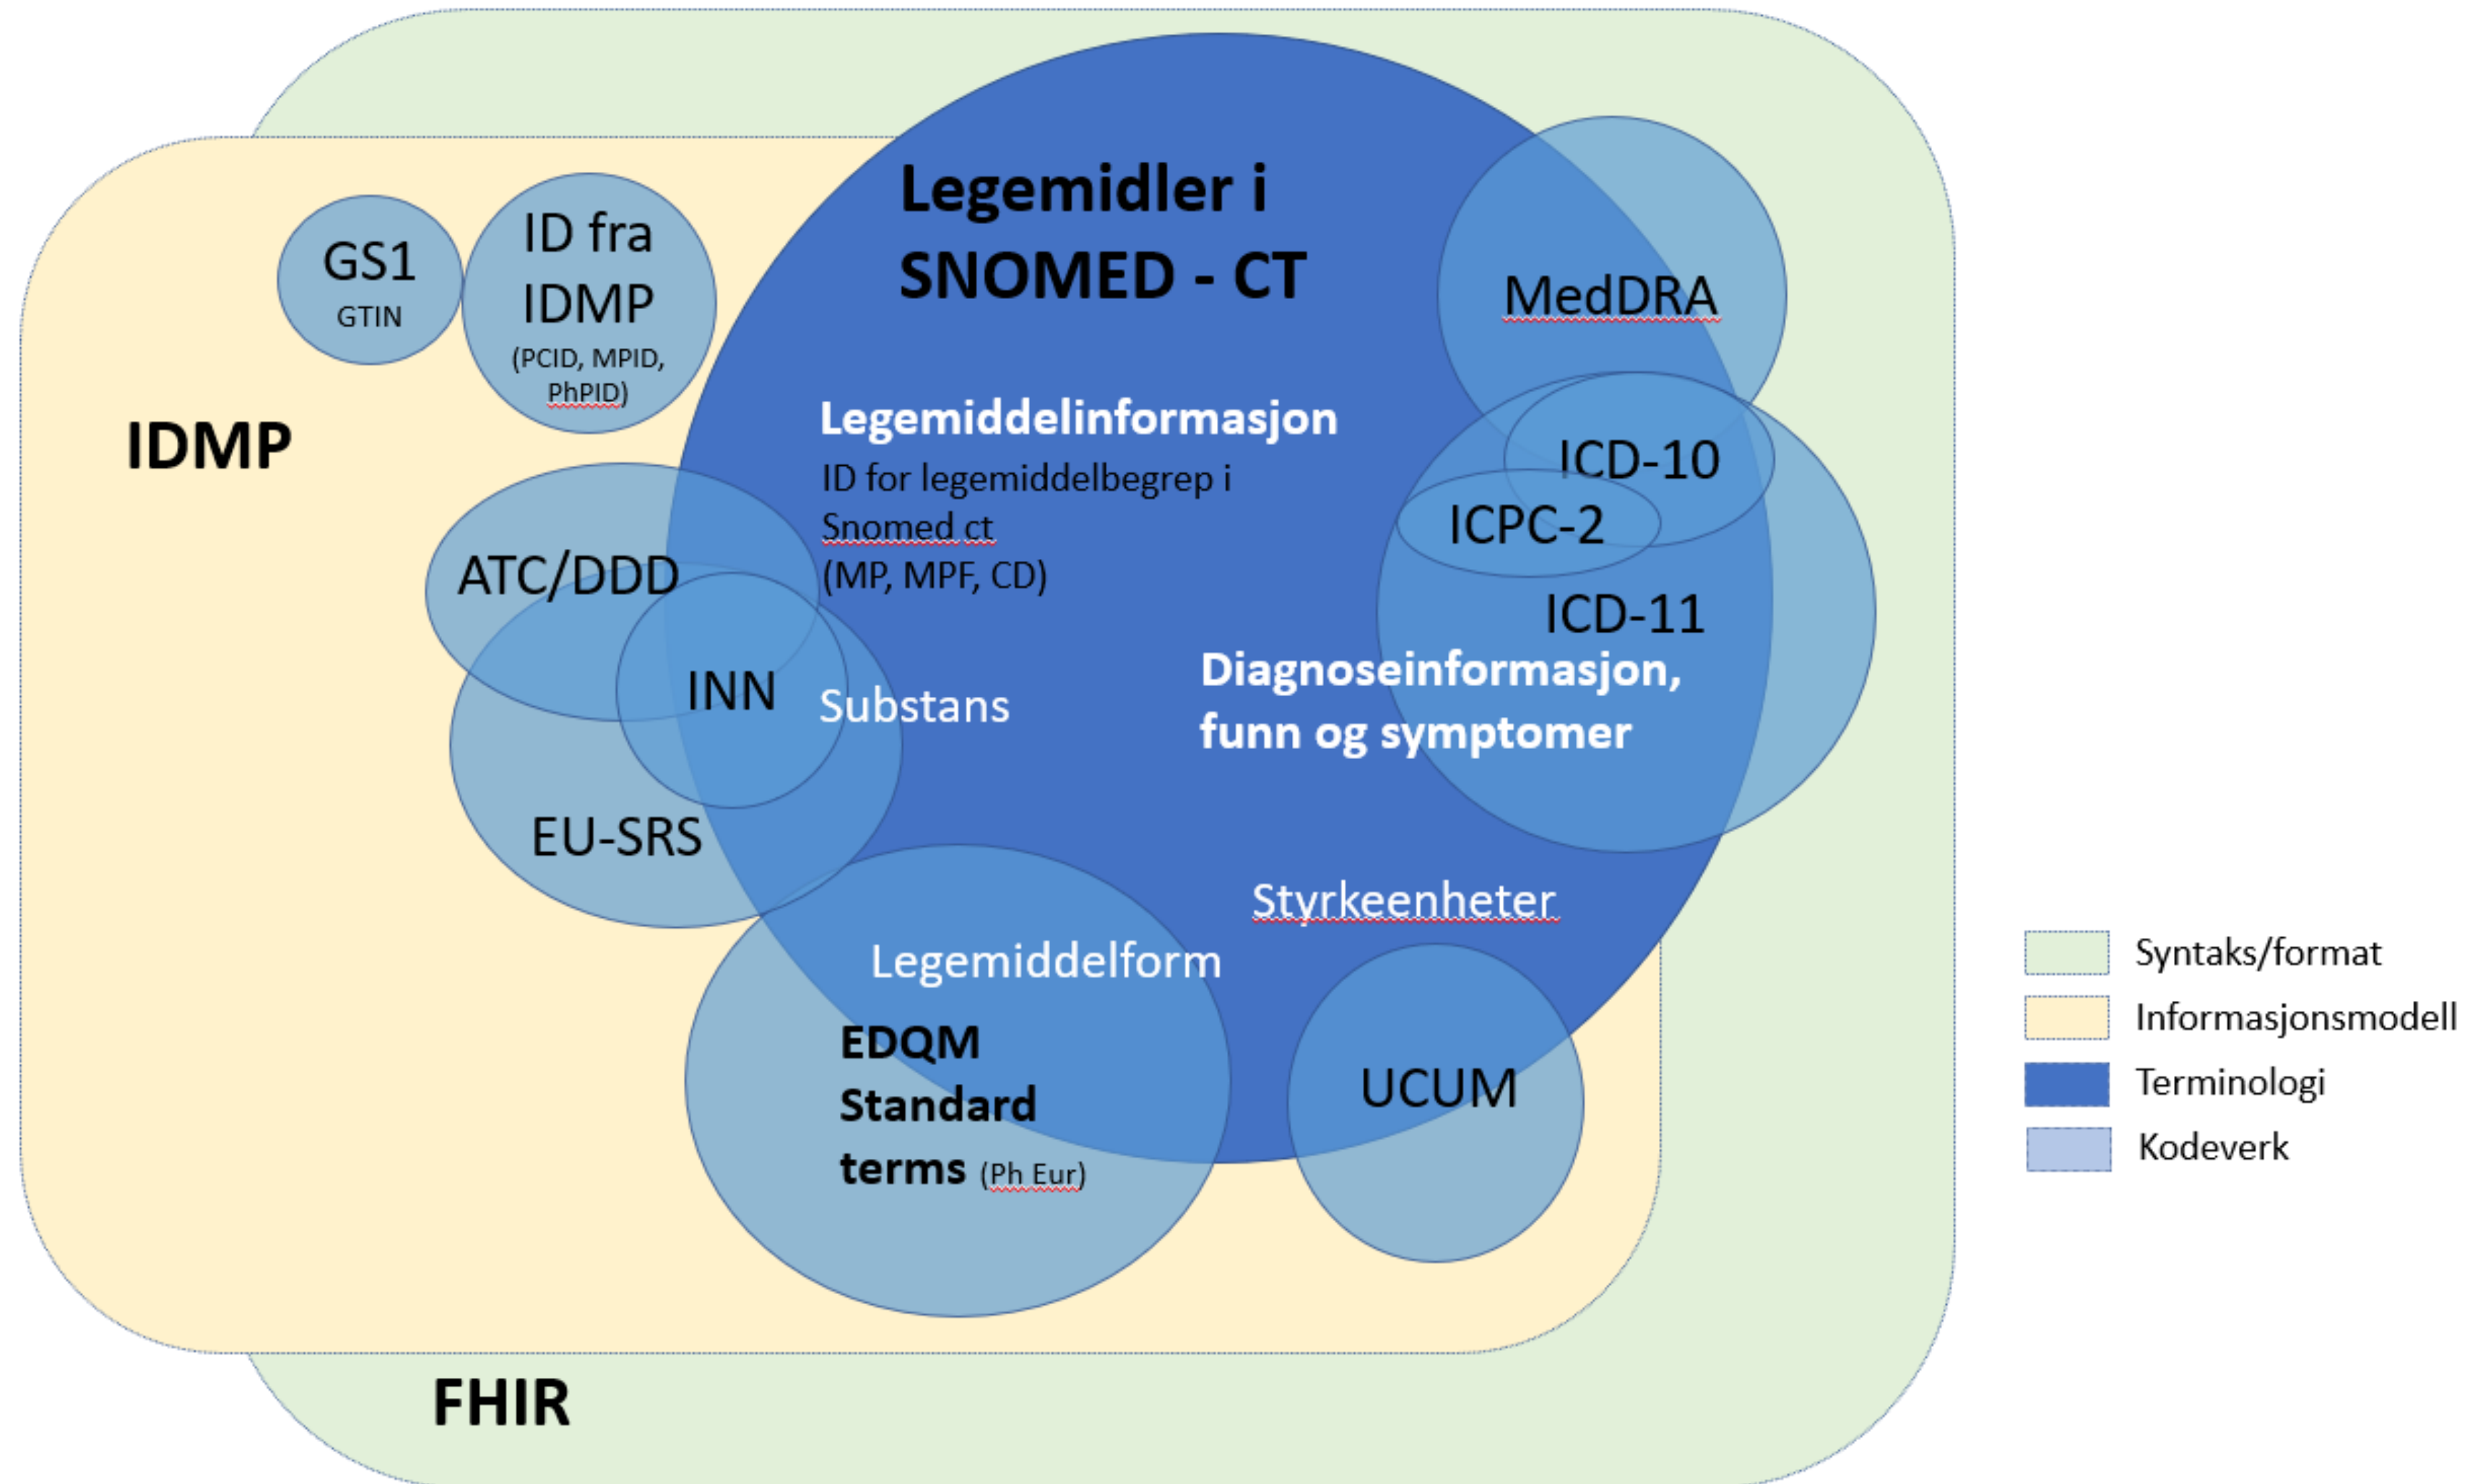 Legemidler i
SNOMED - CT
GS1
GTIN
ID fra
IDMP
(PCID, MPID,
PhPID)
IDMP
MedDRA
Legemiddelinformasjon
ID for legemiddelbegrep i
Snomed ct
(MP, MPF, CD)
ICD-10
ICPC-2
ICD-11
ATC/DDD
INN
Substans
EU-SRS
Diagnoseinformasjon,
funn og symptomer
Styrkeenheter
Legemiddelform
EDQM
Standard
terms (Ph Eur)
UCUM
FHIR
Syntaks/format
Informasjonsmodell
Terminologi
Kodeverk